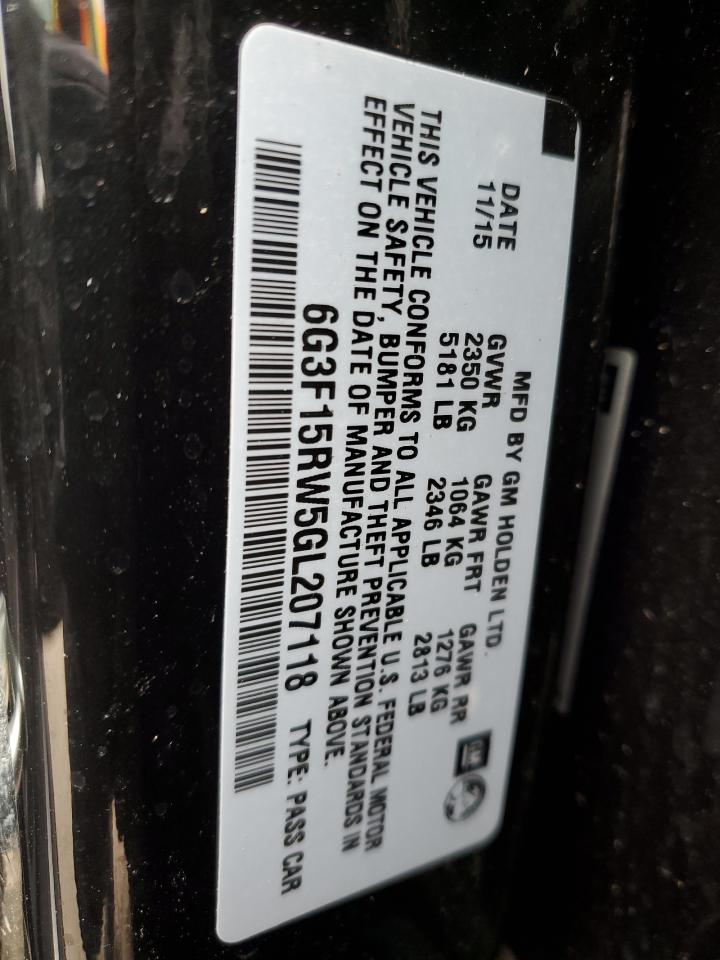 MFD BY GM HOLDEN LTD.
DATE GVWR GAWR FRT GAWR RR
11/15 2350 KG 1064 KG 1276 KG
5181 LB 2346 LB 2813 LB
THIS VEHICLE CONFORMS TO ALL APPLICABLE U.S. FEDERAL MOTOR
VEHICLE SAFETY, BUMPER AND THEFT PREVENTION STANDARDS IN
EFFECT ON THE DATE OF MANUFACTURE SHOWN ABOVE.
6G3F15RW5GL207118 TYPE: PASS CAR
GM